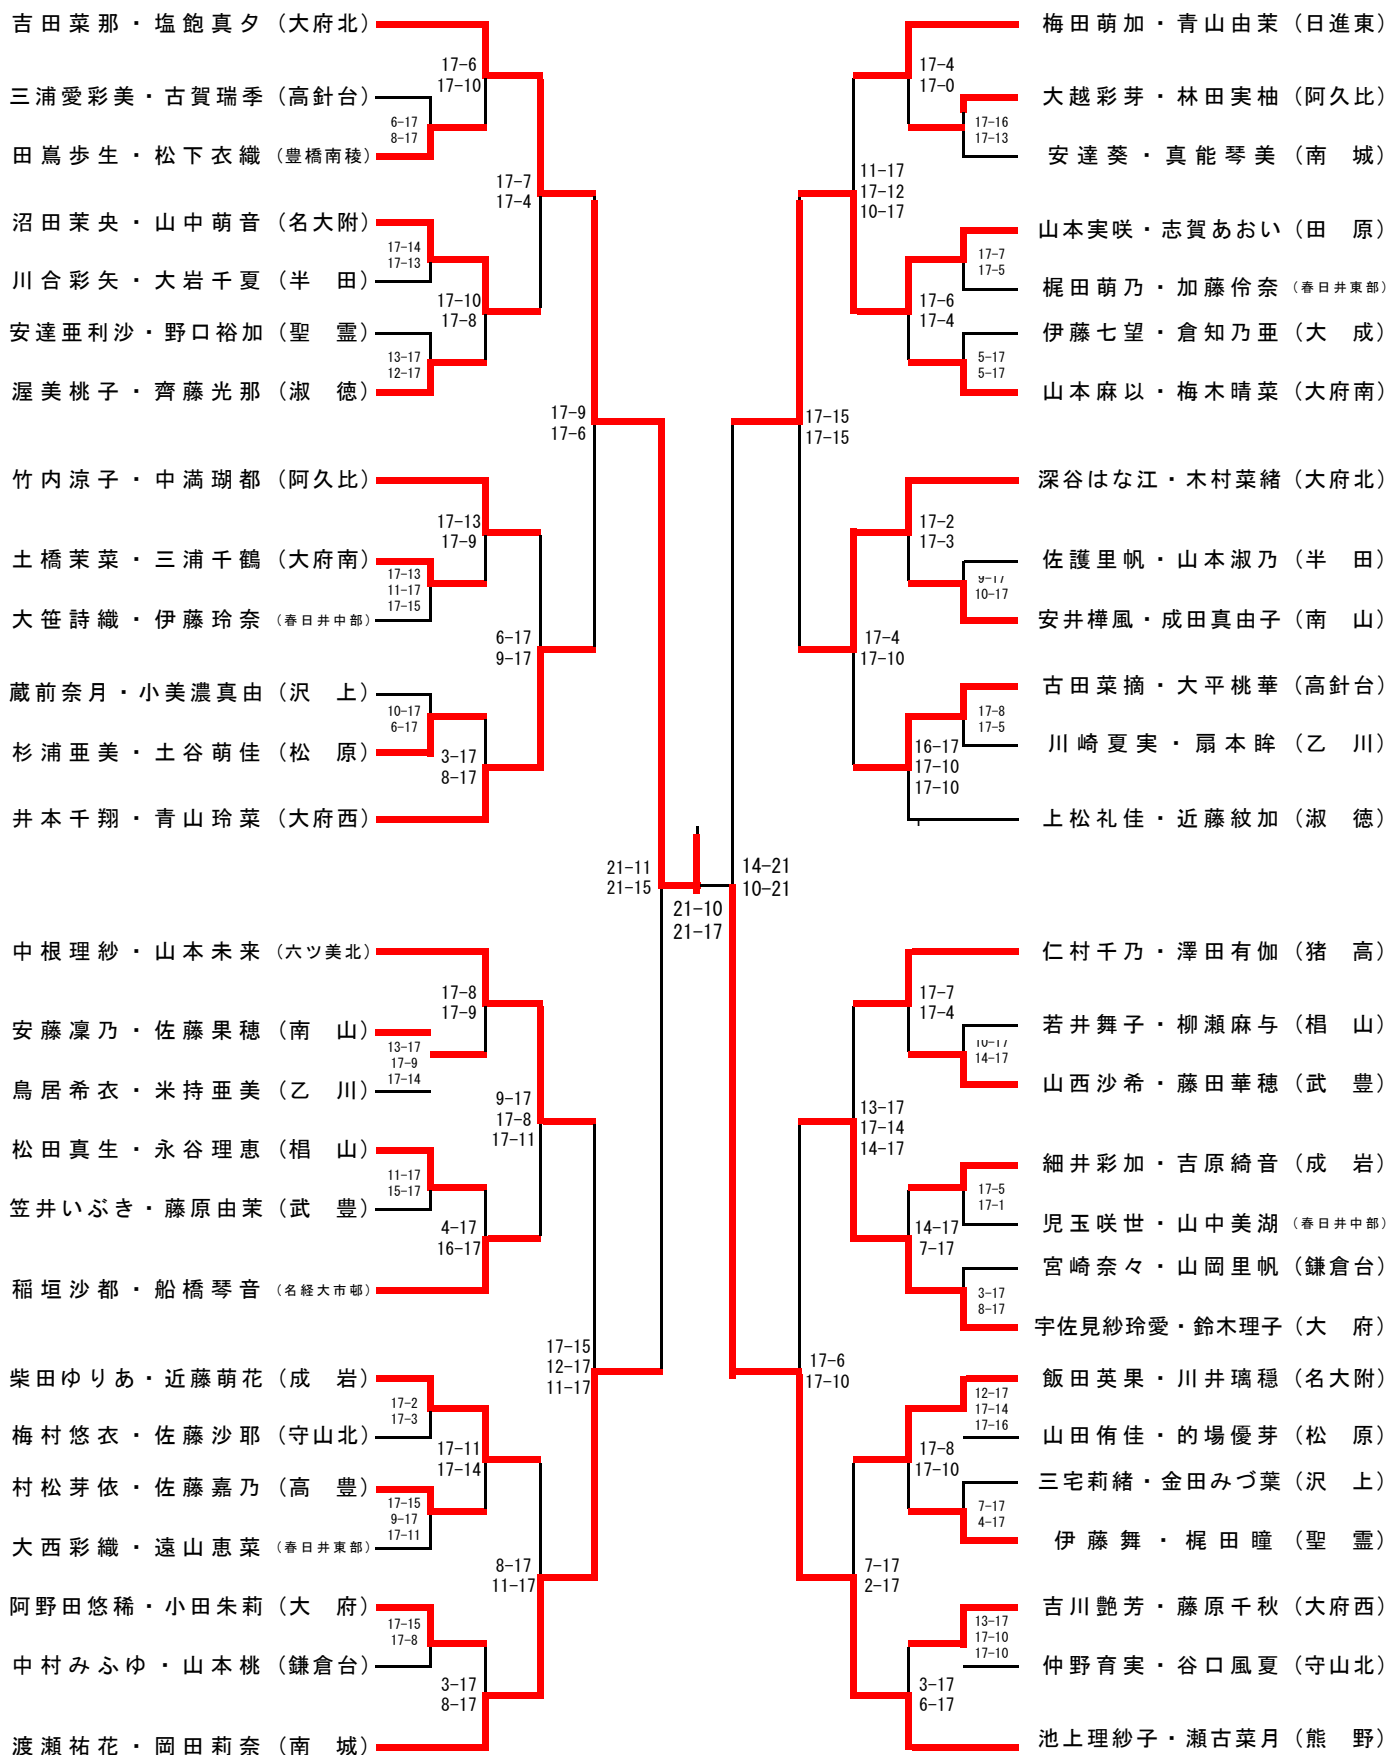 吉田菜那・塩飽真夕（大府北）
17-6
17-10
三浦愛彩美・古賀瑞季（高針台）
6-17
8-17
田嶌歩生・松下衣織（豊橋南稜）
17-7
17-4
沼田茉央・山中萌音（名大附）
17-14
17-13
川合彩矢・大岩千夏（半　田）
17-10
17-8
安達亜利沙・野口裕加（聖　霊）
13-17
12-17
渥美桃子・齊藤光那（淑　徳）
17-9
17-6
竹内涼子・中満瑚都（阿久比）
17-13
17-9
土橋茉菜・三浦千鶴（大府南）
17-13
11-17
17-15
大笹詩織・伊藤玲奈（春日井中部）
6-17
9-17
蔵前奈月・小美濃真由（沢　上）
10-17
6-17
杉浦亜美・土谷萌佳（松　原）
3-17
8-17
井本千翔・青山玲菜（大府西）
21-11
21-15
中根理紗・山本未来（六ツ美北）
17-8
17-9
安藤凜乃・佐藤果穂（南　山）
13-17
17-9
17-14
鳥居希衣・米持亜美（乙　川）
9-17
17-8
17-11
松田真生・永谷理恵（椙　山）
11-17
15-17
笠井いぶき・藤原由茉（武　豊）
4-17
16-17
稲垣沙都・船橋琴音（名経大市邨）
17-15
12-17
11-17
柴田ゆりあ・近藤萌花（成　岩）
17-2
17-3
梅村悠衣・佐藤沙耶（守山北）
17-11
17-14
村松芽依・佐藤嘉乃（高　豊）
17-15
9-17
17-11
大西彩織・遠山恵菜（春日井東部）
8-17
11-17
阿野田悠稀・小田朱莉（大　府）
17-15
17-8
中村みふゆ・山本桃（鎌倉台）
3-17
8-17
渡瀬祐花・岡田莉奈（南　城）
21-10
21-17
梅田萌加・青山由茉（日進東）
17-4
17-0
大越彩芽・林田実柚（阿久比）
17-16
17-13
安達葵・真能琴美（南　城）
11-17
17-12
10-17
山本実咲・志賀あおい（田　原）
17-7
17-5
梶田萌乃・加藤伶奈（春日井東部）
17-6
17-4
伊藤七望・倉知乃亜（大　成）
5-17
5-17
山本麻以・梅木晴菜（大府南）
17-15
17-15
深谷はな江・木村菜緒（大府北）
17-2
17-3
佐護里帆・山本淑乃（半　田）
9-17
10-17
安井樺風・成田真由子（南　山）
17-4
17-10
古田菜摘・大平桃華（高針台）
17-8
17-5
川崎夏実・扇本眸（乙　川）
16-17
17-10
17-10
上松礼佳・近藤紋加（淑　徳）
14-21
10-21
仁村千乃・澤田有伽（猪　高）
17-7
17-4
若井舞子・柳瀬麻与（椙　山）
10-17
14-17
山西沙希・藤田華穂（武　豊）
13-17
17-14
14-17
細井彩加・吉原綺音（成　岩）
17-5
17-1
児玉咲世・山中美湖（春日井中部）
14-17
7-17
宮崎奈々・山岡里帆（鎌倉台）
3-17
8-17
宇佐見紗玲愛・鈴木理子（大　府）
17-6
17-10
飯田英果・川井璃穏（名大附）
12-17
17-14
17-16
山田侑佳・的場優芽（松　原）
17-8
17-10
三宅莉緒・金田みづ葉（沢　上）
7-17
4-17
伊藤舞・梶田瞳（聖　霊）
7-17
2-17
吉川艶芳・藤原千秋（大府西）
13-17
17-10
17-10
仲野育実・谷口風夏（守山北）
3-17
6-17
池上理紗子・瀬古菜月（熊　野）